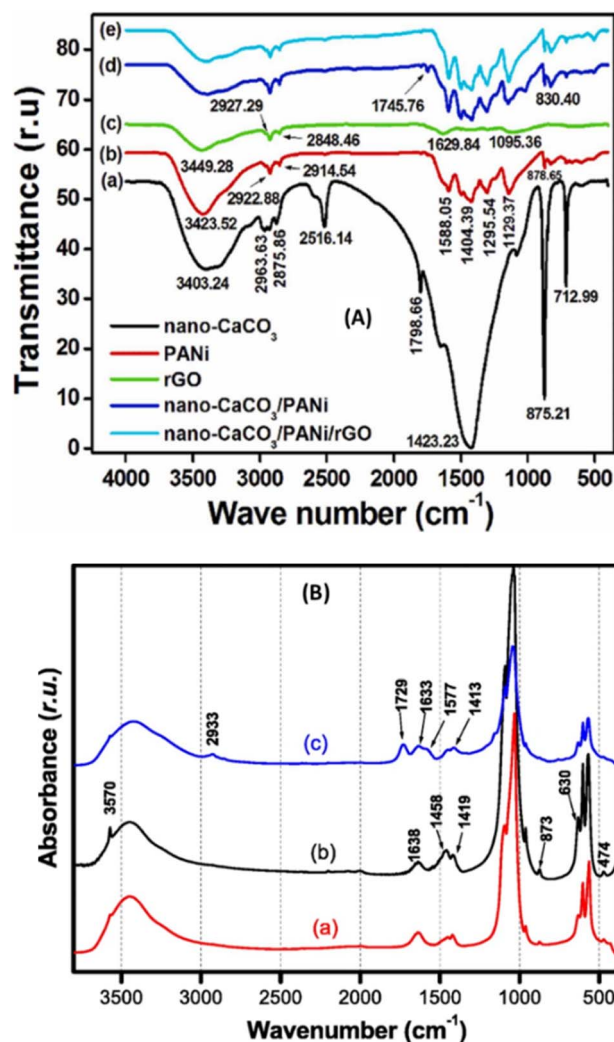 Transmittance (r.u)
80
70
60
50
40
30
20
10
0
(e)
(d)
(c)
(b)
(a)
2927.29
1745.76
830.40
2848.46
3449.28
1629.84
1095.36
2914.54
878.65
2922.88
3423.52
1588.05
1404.39
1295.54
1129.37
2963.63
2875.86
2516.14
3403.24
712.99
(A)
1798.66
nano-CaCO3
PANi
rGO
nano-CaCO3/PANi
nano-CaCO3/PANi/rGO
875.21
1423.23
4000 3500 3000 2500 2000 1500 1000 500
Wave number (cm-1)
(B)
Absorbance (r.u.)
2933
1729
1633
1577
1413
(c)
3570
1458
1419
630
1638
873
474
(b)
(a)
3500 3000 2500 2000 1500 1000 500
Wavenumber (cm-1)